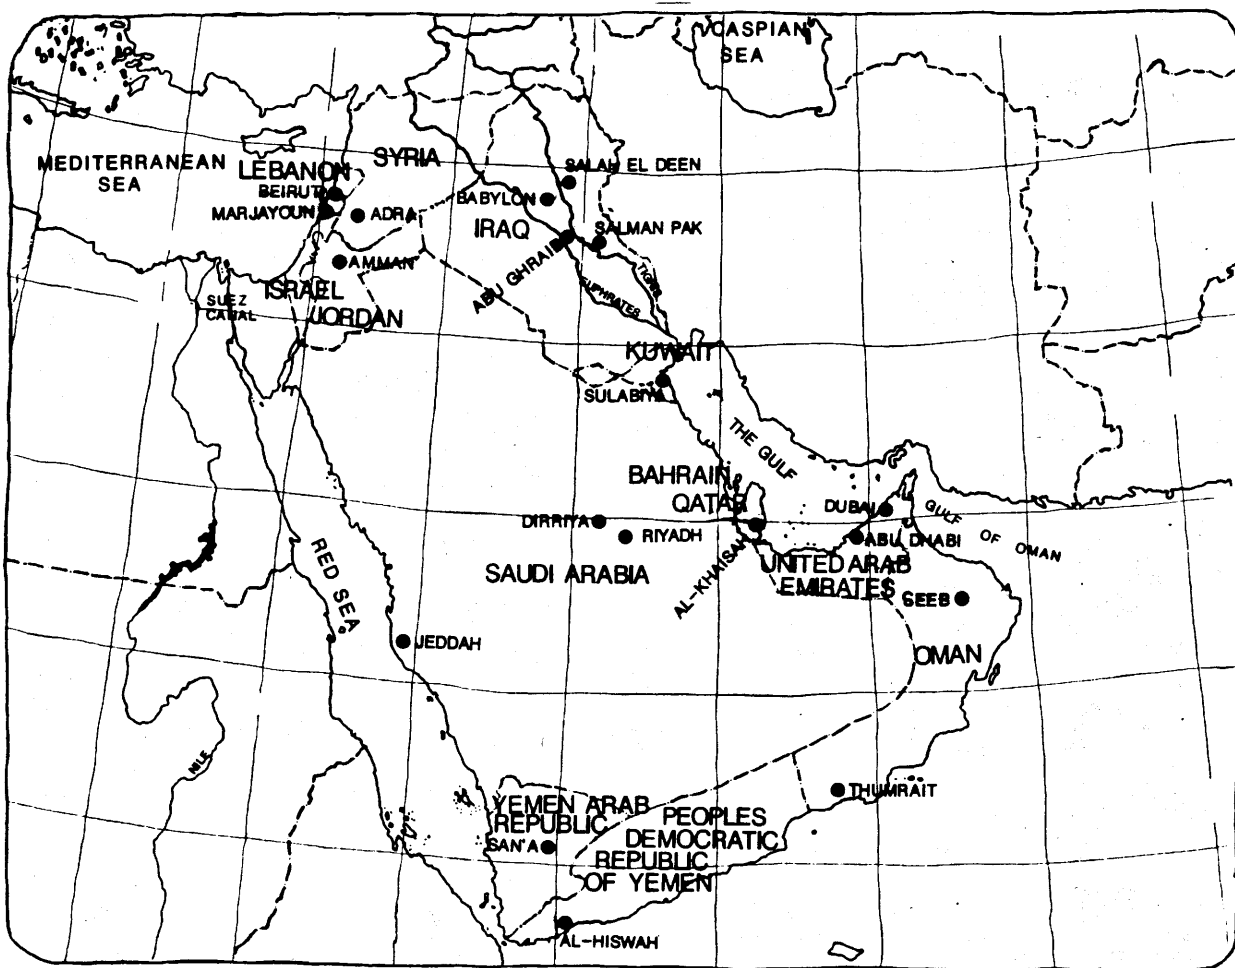 CASPIAN
SEA
MEDITERRANEAN
SEA
LEBANON
SYRIA
SALAH EL DEEN
BEIRUT
BABYLON
MARJAYOUN
ADRA
IRAQ
SALMAN PAK
AMMAN
ABU GHRAIB
TIGRIS
ISRAEL
EUPHRATES
SUEZ
CANAL
JORDAN
KUWAIT
SULABIYA
THE GULF
BAHRAIN
QATAR
DUBAI
GULF OF OMAN
DIRRIYA
RIYADH
ABU DHABI
RED SEA
SAUDI ARABIA
AL-KHAISAH
UNITED ARAB
EMIRATES
SEEB
JEDDAH
OMAN
NILE
THUMRAIT
YEMEN ARAB
REPUBLIC
PEOPLES
DEMOCRATIC
REPUBLIC
OF YEMEN
SAN'A
AL-HISWAH